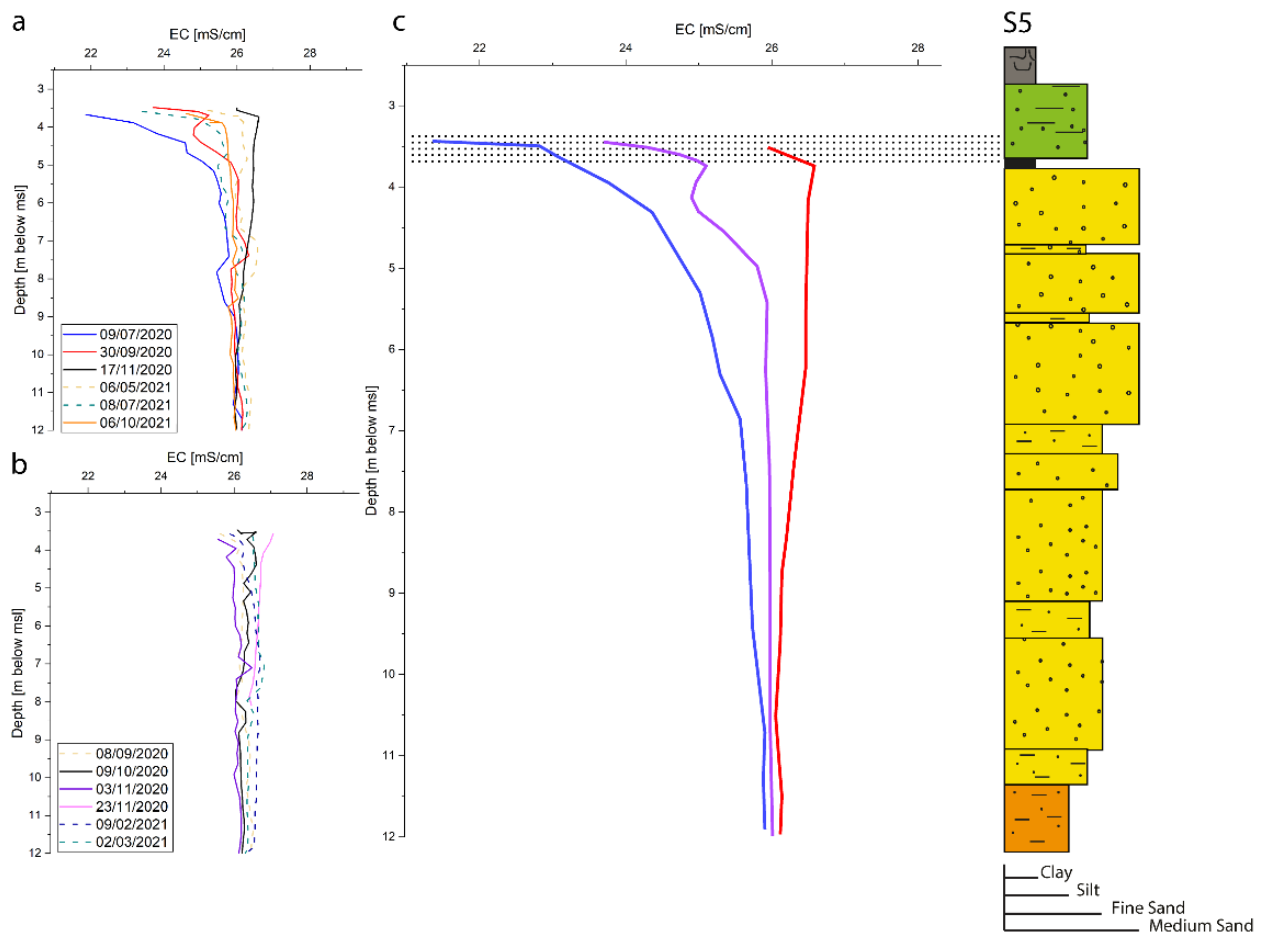 a
EC [mS/cm]
22 24 26 28
Depth [m below msl]
3
4
5
6
7
8
9
10
11
12
09/07/2020
30/09/2020
17/11/2020
06/05/2021
08/07/2021
06/10/2021
b
EC [mS/cm]
22 24 26 28
Depth [m below msl]
3
4
5
6
7
8
9
10
11
12
08/09/2020
09/10/2020
03/11/2020
23/11/2020
09/02/2021
02/03/2021
c
EC [mS/cm]
22 24 26 28
Depth [m below msl]
3
4
5
6
7
8
9
10
11
12
S5
Clay
Silt
Fine Sand
Medium Sand